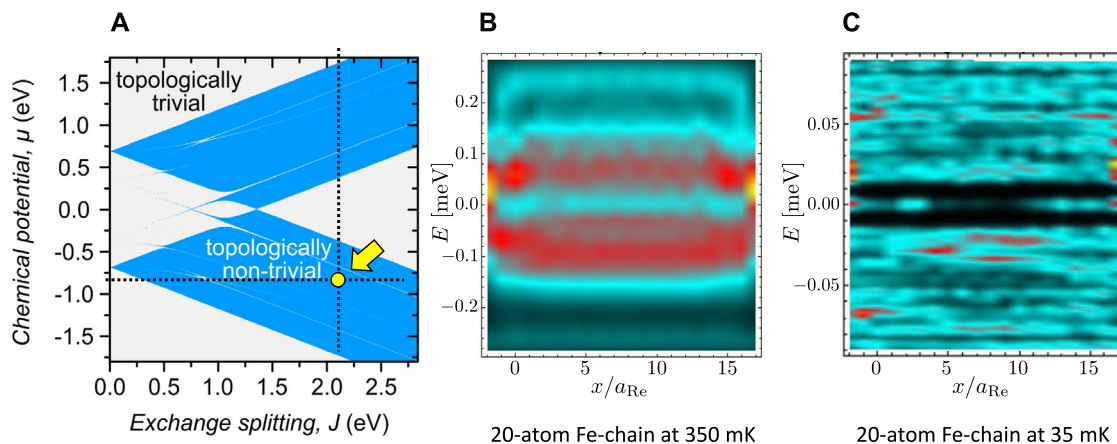 A
B
C
topologically
trivial
topologically
non-trivial
Chemical potential, μ (eV)
1.5
1.0
0.5
0.0
-0.5
-1.0
-1.5
0.0 0.5 1.0 1.5 2.0 2.5
Exchange splitting, J (eV)
E [meV]
0.2
0.1
0.0
−0.1
−0.2
0 5 10 15
x/aRe
20-atom Fe-chain at 350 mK
E [meV]
0.05
0.00
−0.05
0 5 10 15
x/aRe
20-atom Fe-chain at 35 mK